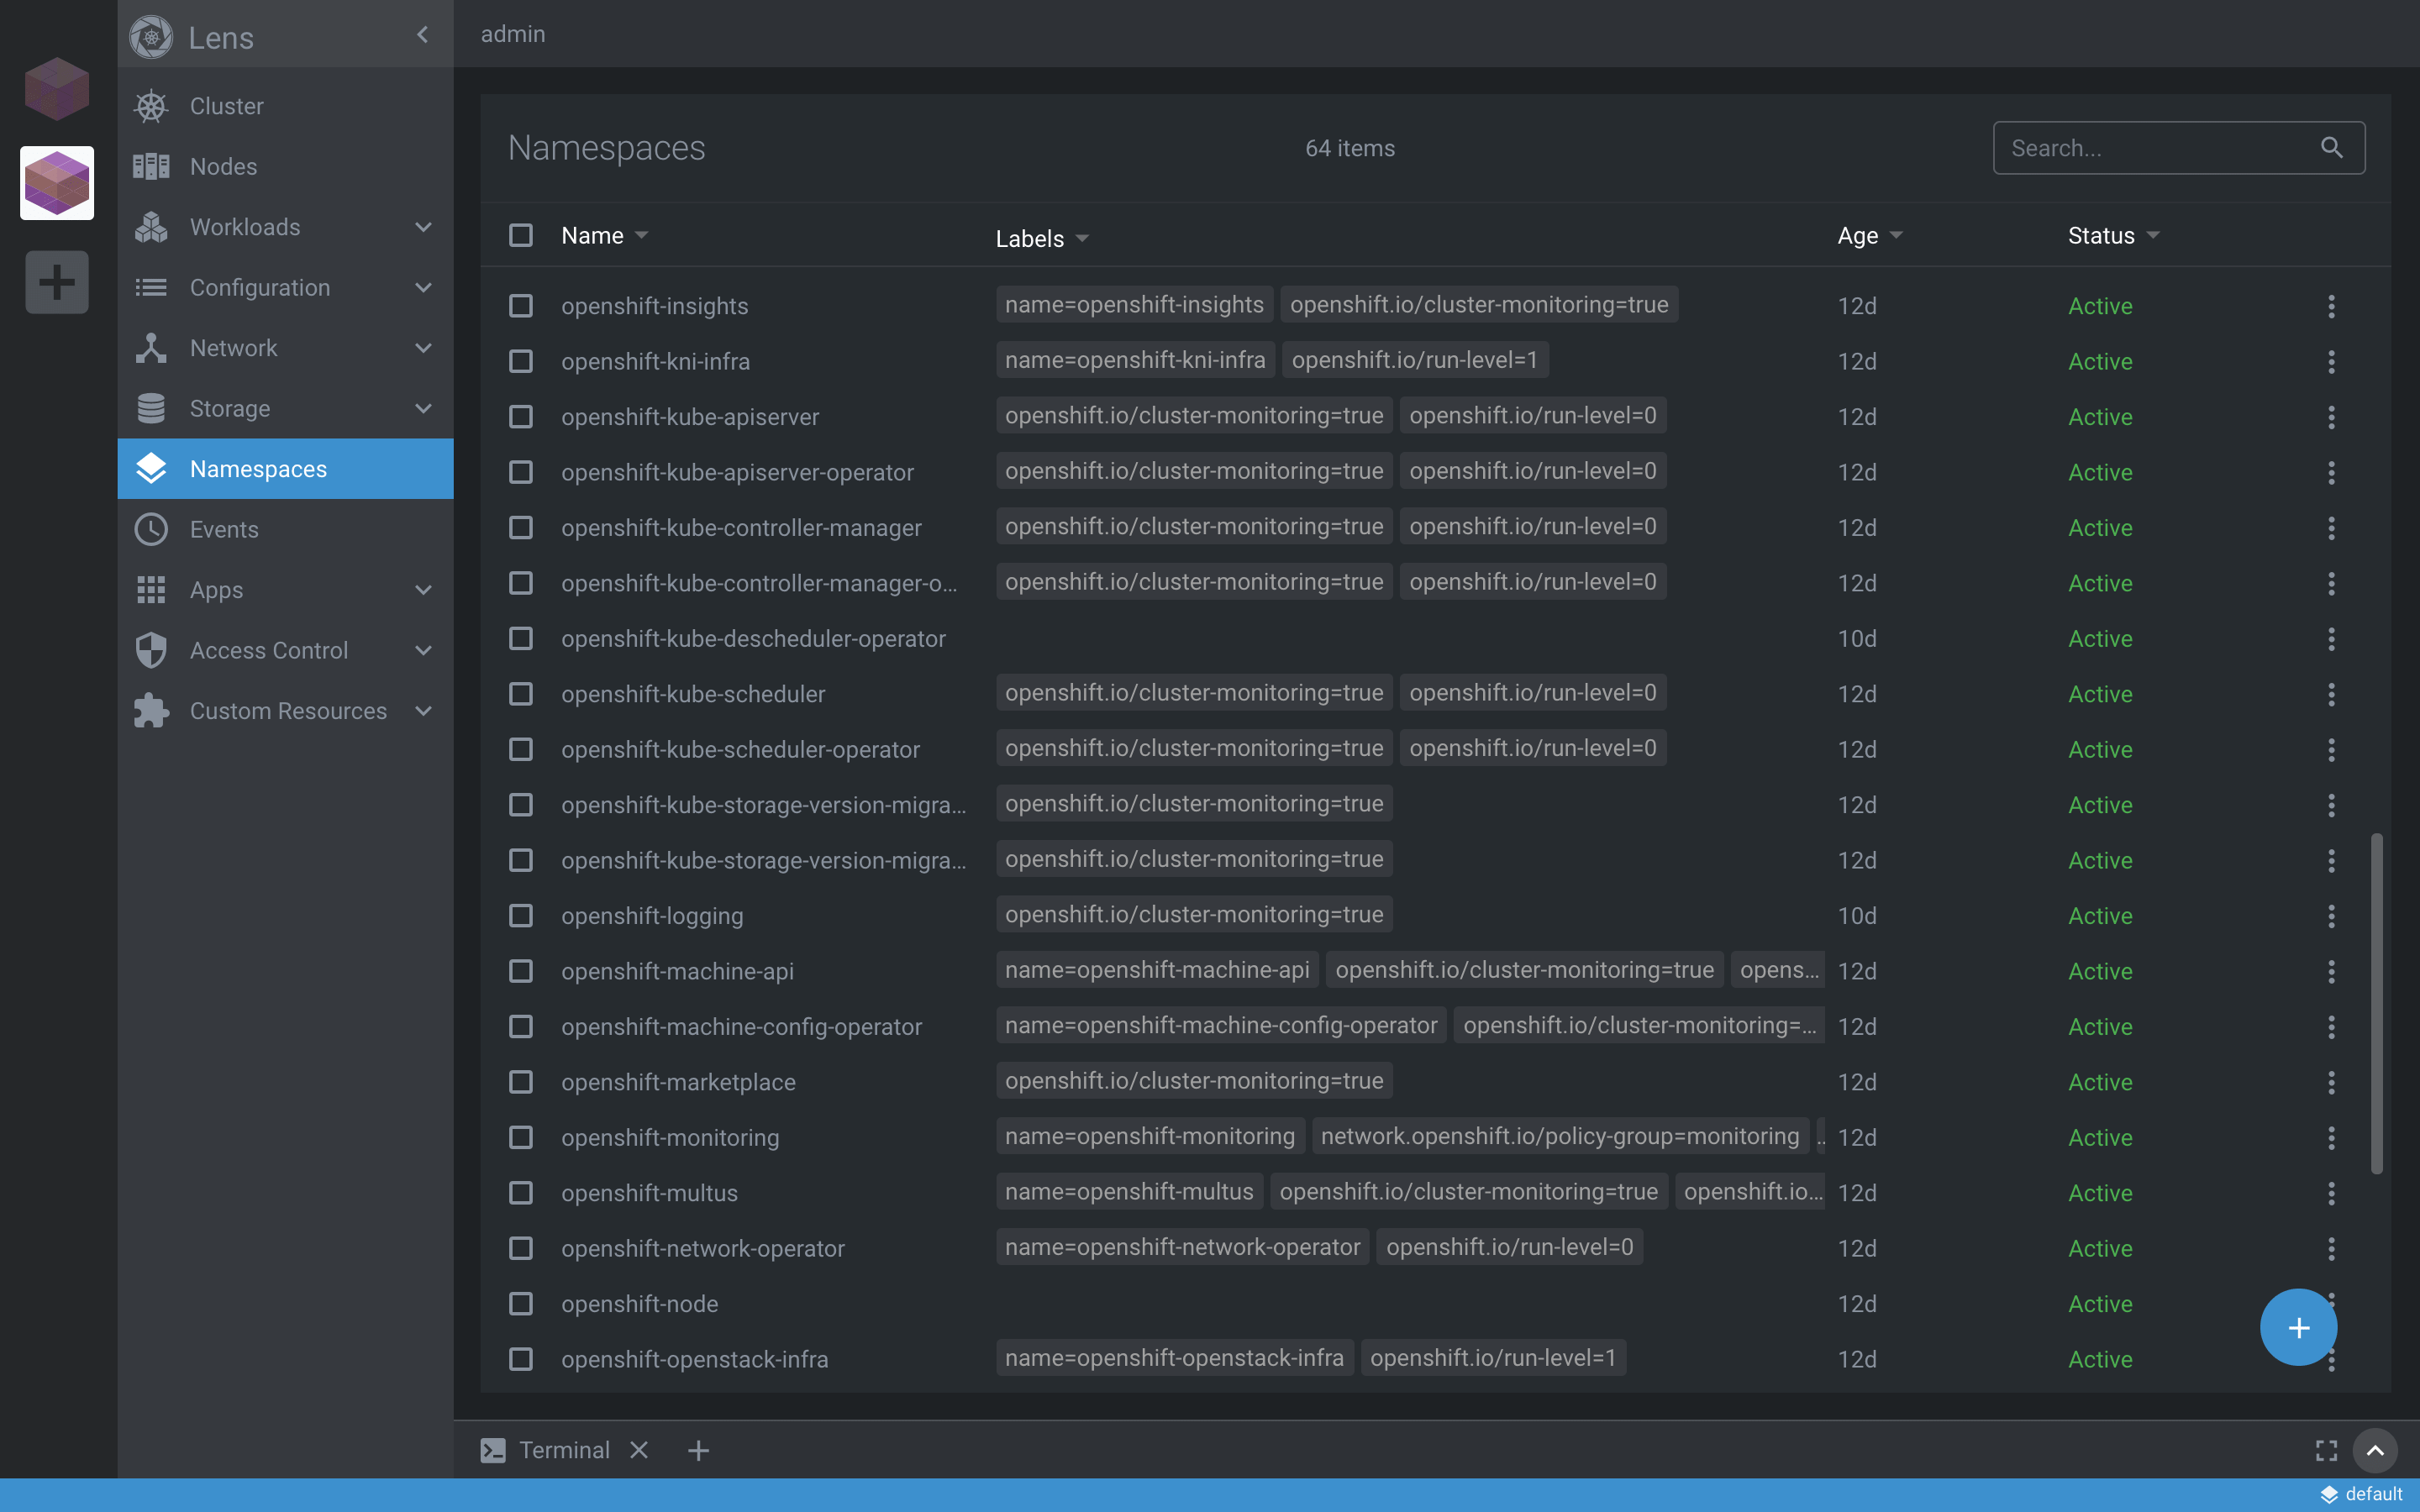 Lens
admin
Cluster
Nodes
Workloads
Configuration
Network
Storage
Namespaces
Events
Apps
Access Control
Custom Resources
Namespaces 64 items Search...
Name Labels Age Status
openshift-insights name=openshift-insights openshift.io/cluster-monitoring=true 12d Active
openshift-kni-infra name=openshift-kni-infra openshift.io/run-level=1 12d Active
openshift-kube-apiserver openshift.io/cluster-monitoring=true openshift.io/run-level=0 12d Active
openshift-kube-apiserver-operator openshift.io/cluster-monitoring=true openshift.io/run-level=0 12d Active
openshift-kube-controller-manager openshift.io/cluster-monitoring=true openshift.io/run-level=0 12d Active
openshift-kube-controller-manager-o... openshift.io/cluster-monitoring=true openshift.io/run-level=0 12d Active
openshift-kube-descheduler-operator 10d Active
openshift-kube-scheduler openshift.io/cluster-monitoring=true openshift.io/run-level=0 12d Active
openshift-kube-scheduler-operator openshift.io/cluster-monitoring=true openshift.io/run-level=0 12d Active
openshift-kube-storage-version-migra... openshift.io/cluster-monitoring=true 12d Active
openshift-kube-storage-version-migra... openshift.io/cluster-monitoring=true 12d Active
openshift-logging openshift.io/cluster-monitoring=true 10d Active
openshift-machine-api name=openshift-machine-api openshift.io/cluster-monitoring=true opens... 12d Active
openshift-machine-config-operator name=openshift-machine-config-operator openshift.io/cluster-monitoring=... 12d Active
openshift-marketplace openshift.io/cluster-monitoring=true 12d Active
openshift-monitoring name=openshift-monitoring network.openshift.io/policy-group=monitoring .. 12d Active
openshift-multus name=openshift-multus openshift.io/cluster-monitoring=true openshift.io... 12d Active
openshift-network-operator name=openshift-network-operator openshift.io/run-level=0 12d Active
openshift-node 12d Active
openshift-openstack-infra name=openshift-openstack-infra openshift.io/run-level=1 12d Active
Terminal
default